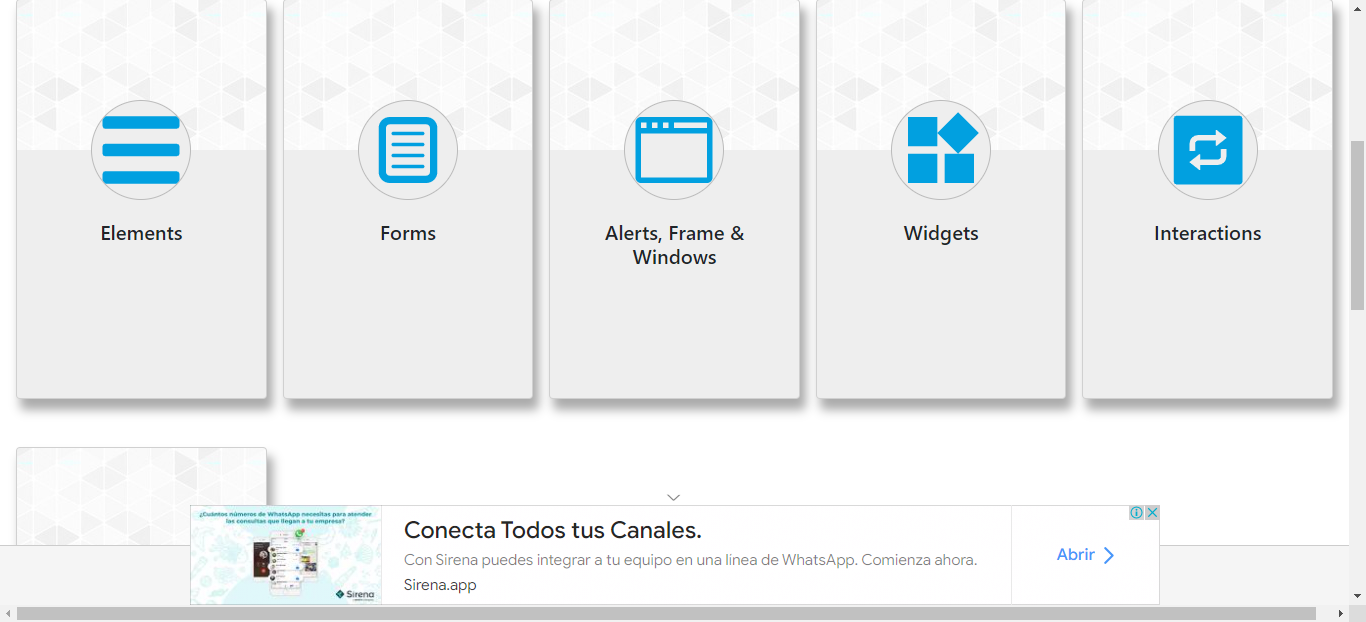 Elements
Forms
Alerts, Frame &
Windows
Widgets
Interactions
¿Cuántos números de WhatsApp necesitas para atender
las consultas que llegan a tu empresa?
Sirena
Conecta Todos tus Canales.
Con Sirena puedes integrar a tu equipo en una línea de WhatsApp. Comienza ahora.
Sirena.app
Abrir